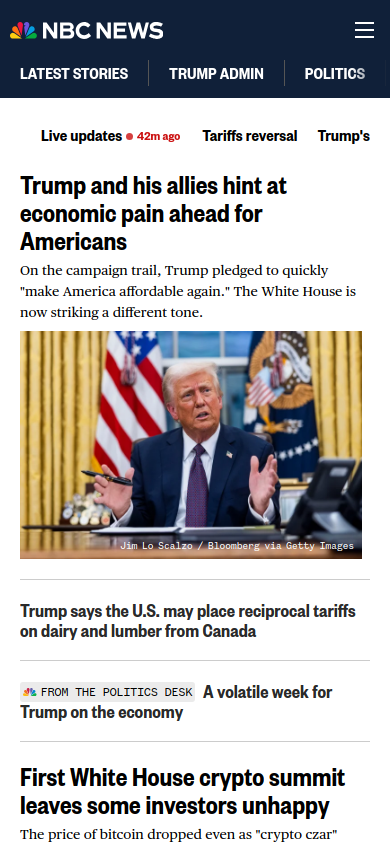 NBC NEWS
LATEST STORIES
TRUMP ADMIN
POLITICS
Live updates 42m ago
Tariffs reversal
Trump's
Trump and his allies hint at
economic pain ahead for
Americans
On the campaign trail, Trump pledged to quickly
"make America affordable again." The White House is
now striking a different tone.
Jim Lo Scalzo / Bloomberg via Getty Images
Trump says the U.S. may place reciprocal tariffs
on dairy and lumber from Canada
FROM THE POLITICS DESK A volatile week for
Trump on the economy
First White House crypto summit
leaves some investors unhappy
The price of bitcoin dropped even as "crypto czar"